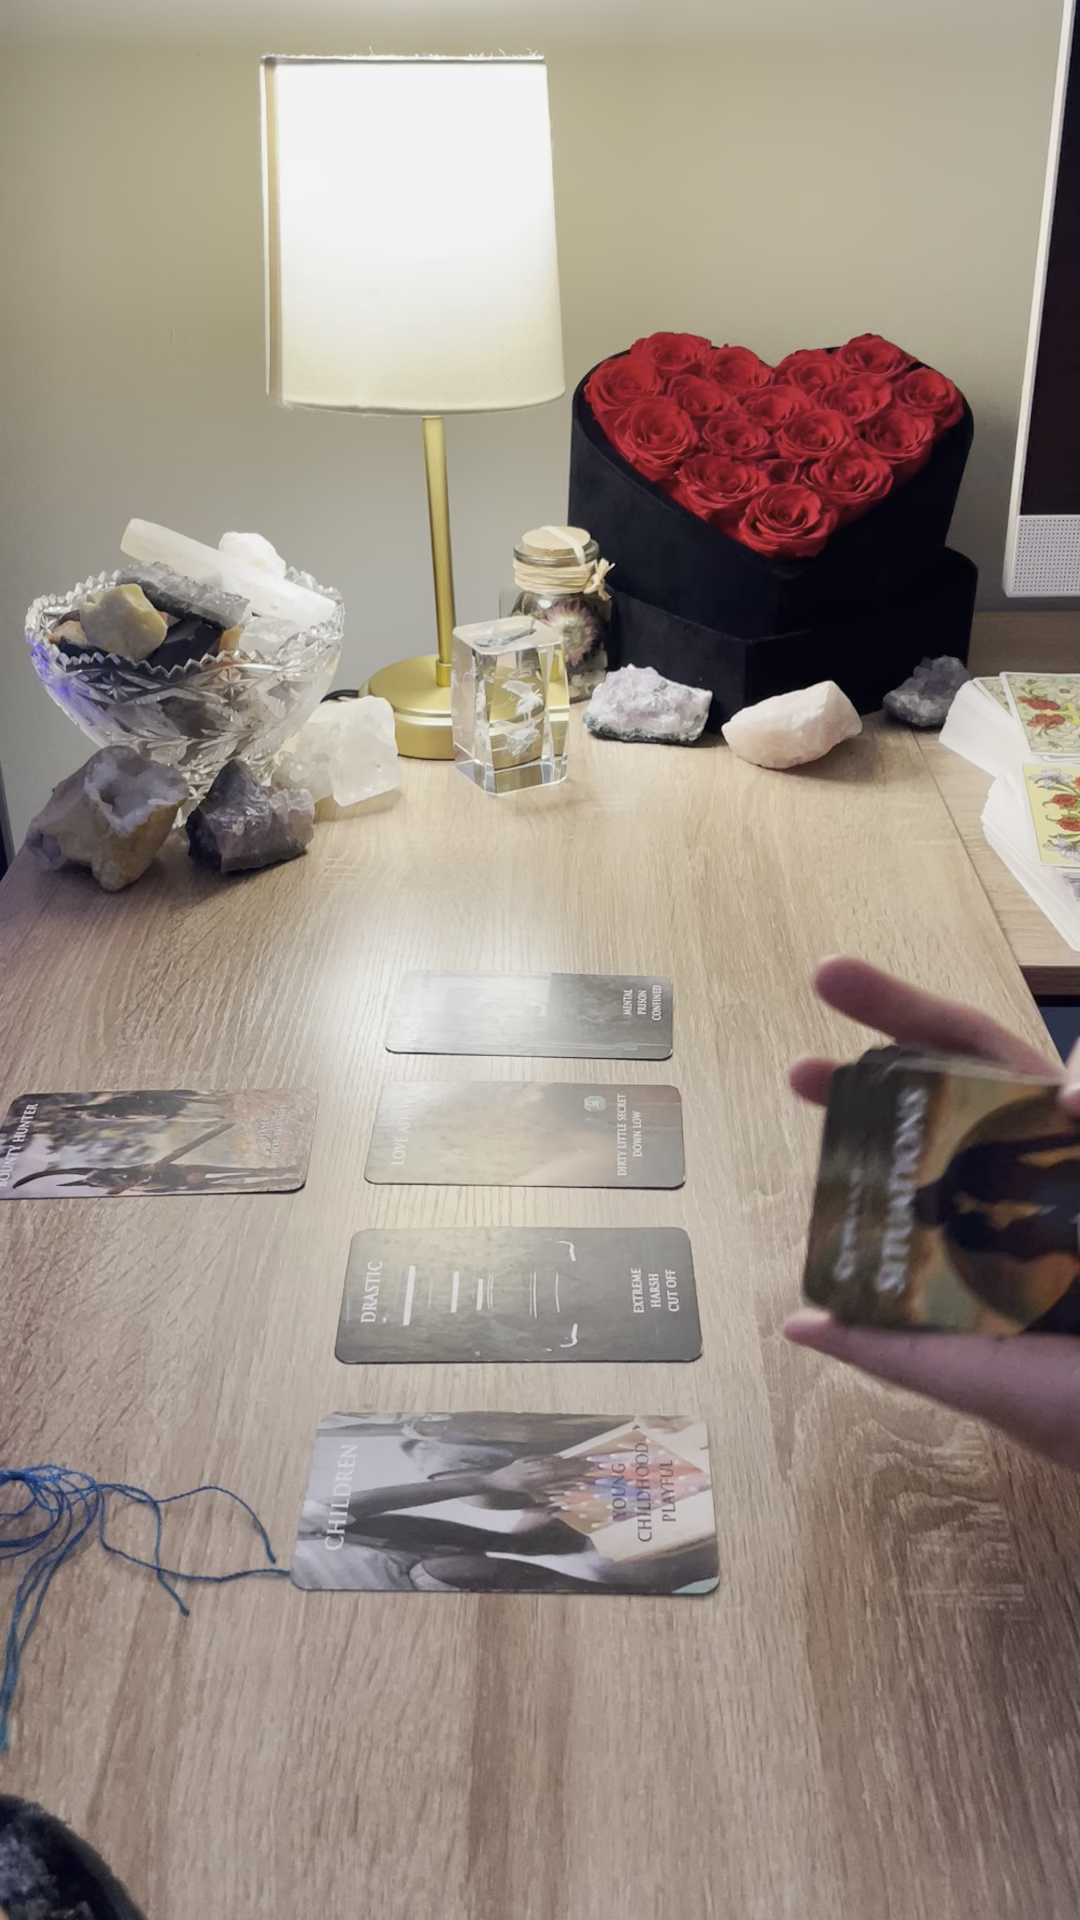 MENTAL
PRISON
CONFINED
BOUNTY HUNTER
LOVE AFFAIR
DIRTY LITTLE SECRET
DOWN LOW
DRASTIC
EXTREME
HARSH
CUT OFF
SITUATIONS
CHILDREN
YOUNG
CHILDHOOD
PLAYFUL